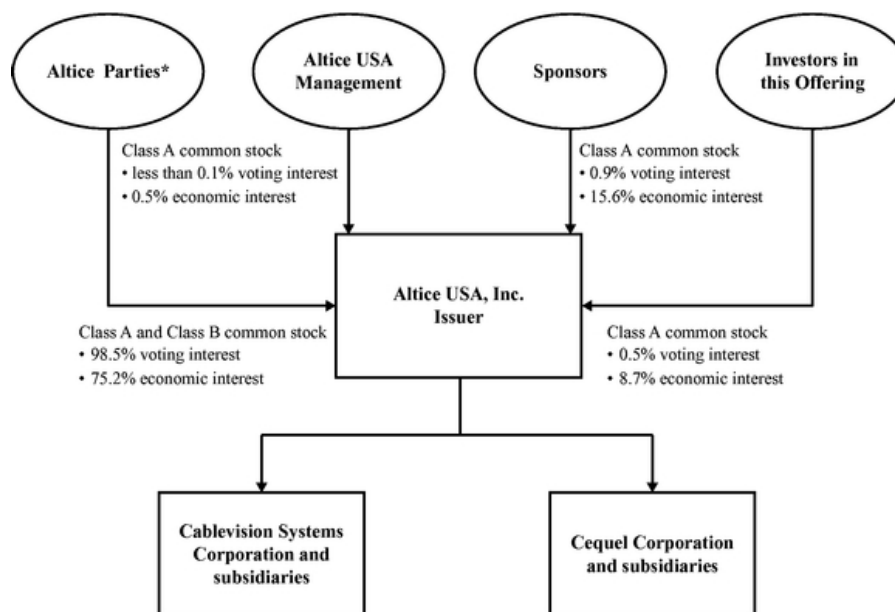 Altice Parties*
Altice USA
Management
Sponsors
Investors in
this Offering
Class A common stock
• less than 0.1% voting interest
• 0.5% economic interest
Class A common stock
• 0.9% voting interest
• 15.6% economic interest
Altice USA, Inc.
Issuer
Class A and Class B common stock
• 98.5% voting interest
• 75.2% economic interest
Class A common stock
• 0.5% voting interest
• 8.7% economic interest
Cablevision Systems
Corporation and
subsidiaries
Cequel Corporation
and subsidiaries